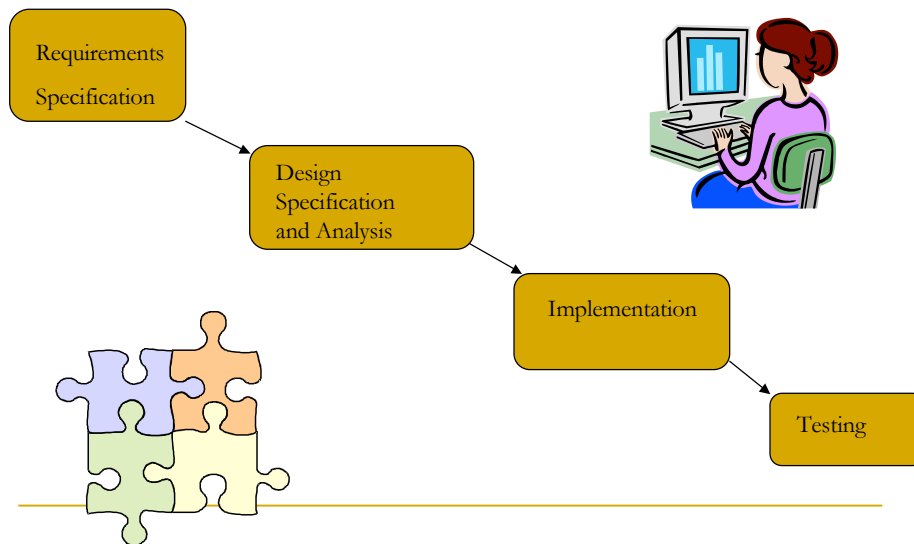 Requirements
Specification
Design
Specification
and Analysis
Implementation
Testing